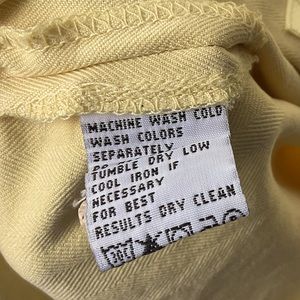 MACHINE WASH COLD
WASH COLORS
SEPARATELY
TUMBLE DRY LOW
COOL IRON IF
NECESSARY
FOR BEST
RESULTS DRY CLEAN